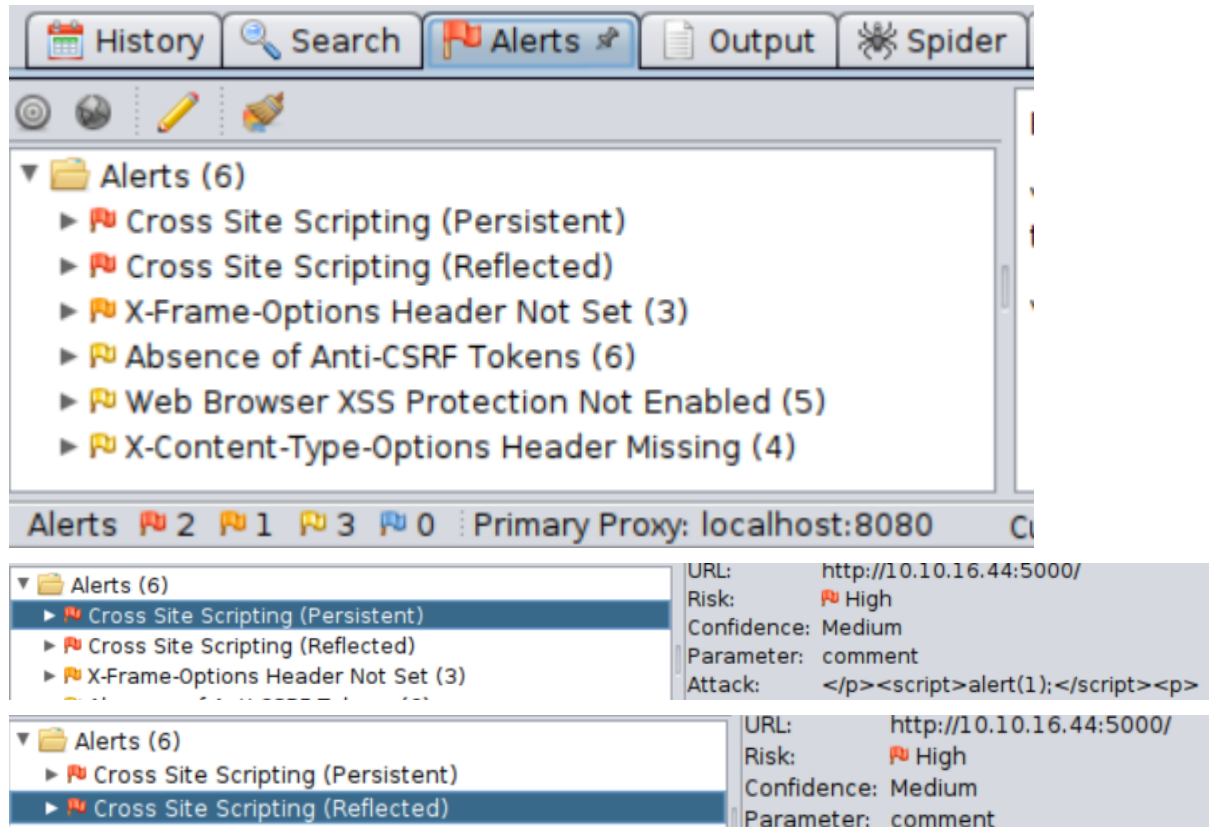 History Search Alerts Output Spider
Alerts (6)
Cross Site Scripting (Persistent)
Cross Site Scripting (Reflected)
X-Frame-Options Header Not Set (3)
Absence of Anti-CSRF Tokens (6)
Web Browser XSS Protection Not Enabled (5)
X-Content-Type-Options Header Missing (4)
Alerts 2 1 3 0 Primary Proxy: localhost:8080
Alerts (6)
Cross Site Scripting (Persistent)
Cross Site Scripting (Reflected)
X-Frame-Options Header Not Set (3)
URL: http://10.10.16.44:5000/
Risk: High
Confidence: Medium
Parameter: comment
Attack: </p><script>alert(1);</script><p>
Alerts (6)
Cross Site Scripting (Persistent)
Cross Site Scripting (Reflected)
URL: http://10.10.16.44:5000/
Risk: High
Confidence: Medium
Parameter: comment